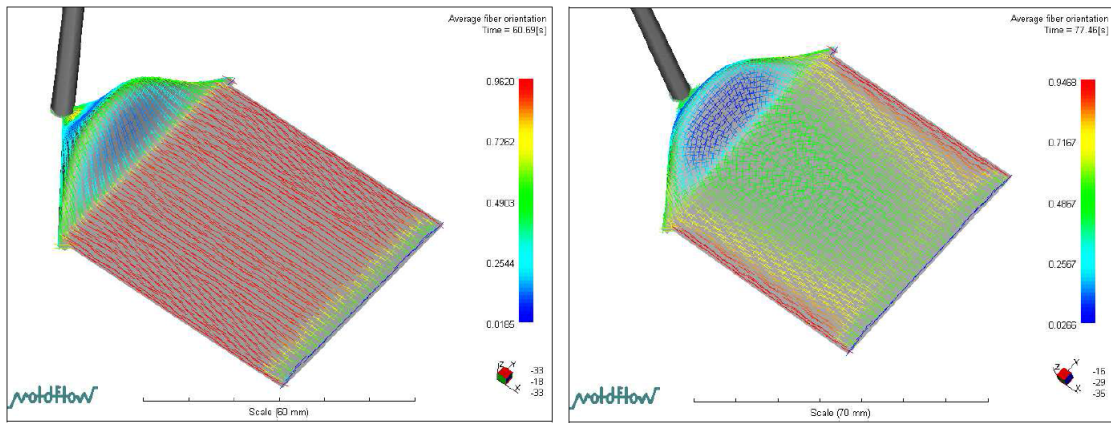 Average fiber orientation
Time = 60.69[s]
0.9620
0.7262
0.4903
0.2544
0.0185
Z
Y
X
-33
-18
-33
moldflow
Scale (60 mm)
Average fiber orientation
Time = 77.46[s]
0.9468
0.7167
0.4867
0.2567
0.0266
Z
Y
X
-16
-29
-35
moldflow
Scale (70 mm)